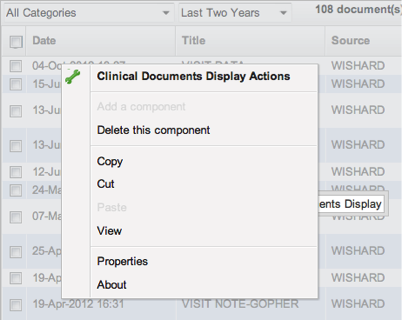 All Categories Last Two Years 108 document(s)
Date Title Source
04-Oct-2012 VISIT DATA WISHARD
Clinical Documents Display Actions
15-Ju WISHARD
Add a component
13-Ju WISHARD
Delete this component
13-Ju WISHARD
Copy
12-Ju WISHARD
Cut
24-Ma WISHARD
Paste
ents Display
07-Ma WISHARD
View
25-Ap WISHARD
Properties
19-Ap WISHARD
About
19-Apr-2012 16:31 VISIT NOTE-GOPHER WISHARD